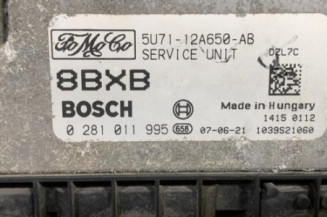 FoMoCo 5U71-12A650-AB
SERVICE UNIT DZL7C
8BXB
BOSCH Made in Hungary
1415 0112
0 281 011 995 658 07-06-21 1039S21060